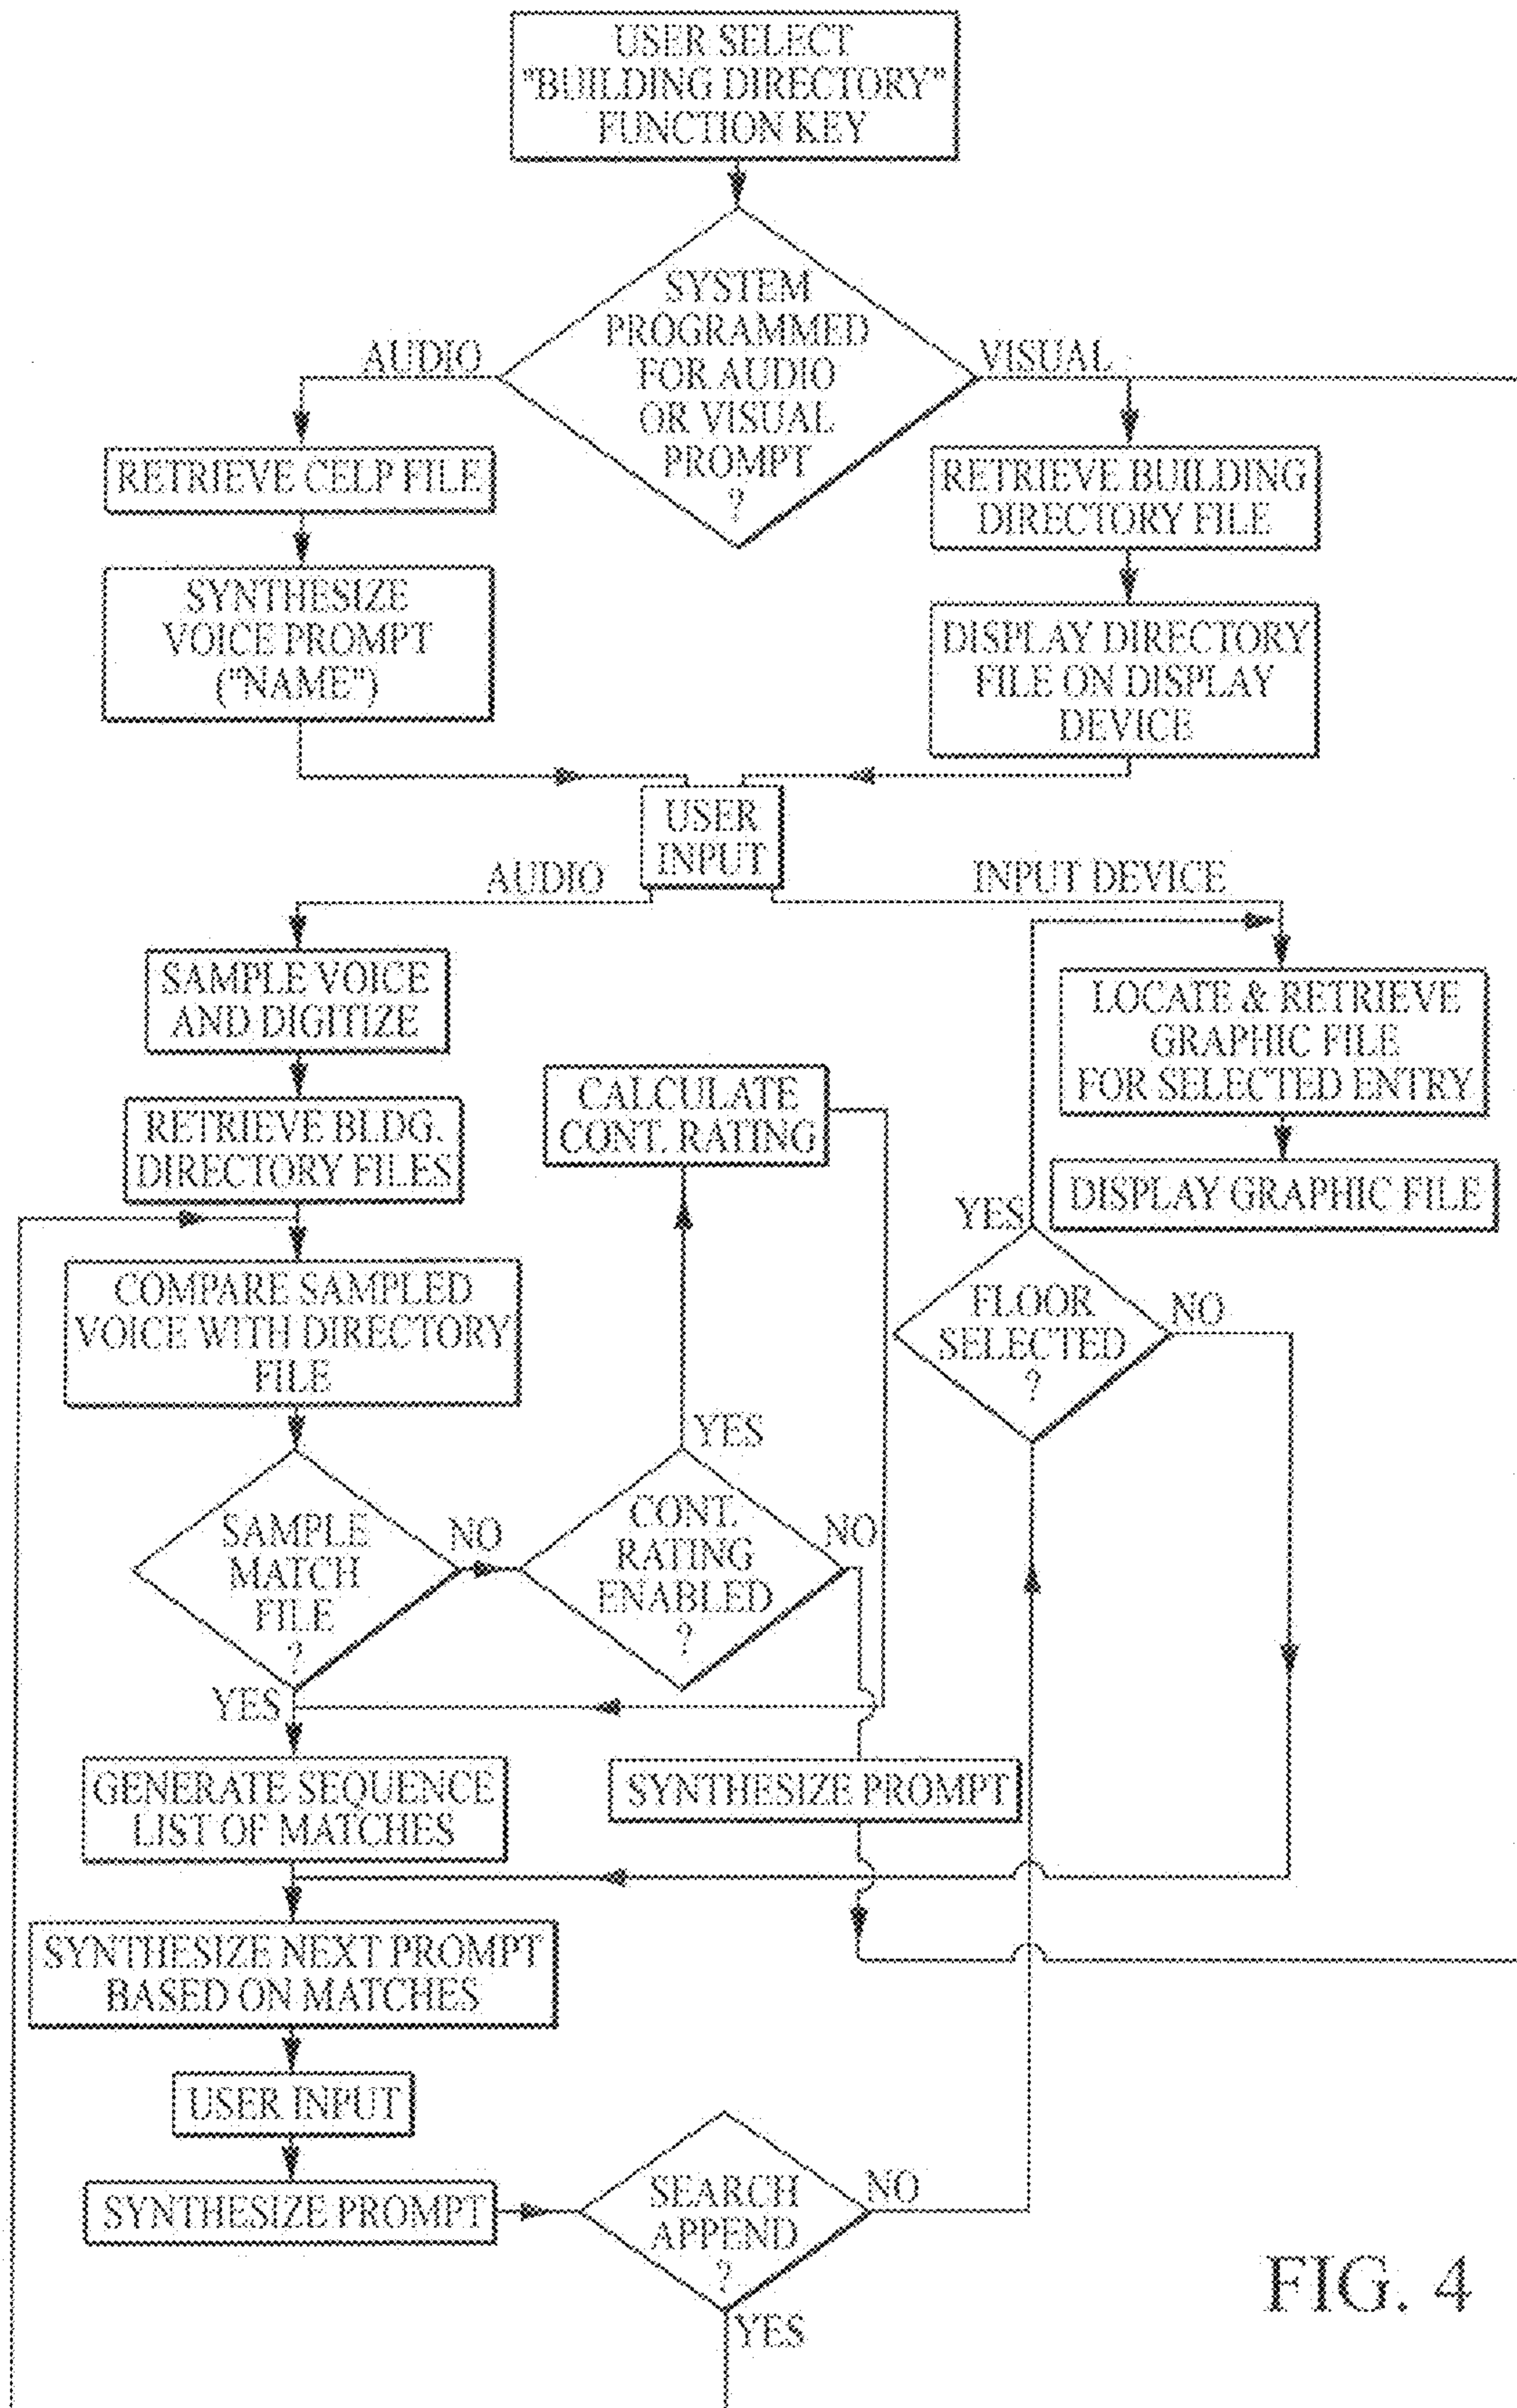 USER SELECT
"BUILDING DIRECTORY"
FUNCTION KEY
SYSTEM
PROGRAMMED
FOR AUDIO
OR VISUAL
PROMPT
?
AUDIO
VISUAL
RETRIEVE CELP FILE
RETRIEVE BUILDING
DIRECTORY FILE
SYNTHESIZE
VOICE PROMPT
("NAME")
DISPLAY DIRECTORY
FILE ON DISPLAY
DEVICE
USER
INPUT
AUDIO
INPUT DEVICE
SAMPLE VOICE
AND DIGITIZE
LOCATE & RETRIEVE
GRAPHIC FILE
FOR SELECTED ENTRY
CALCULATE
CONT. RATING
RETRIEVE BLDG.
DIRECTORY FILES
DISPLAY GRAPHIC FILE
YES
COMPARE SAMPLED
VOICE WITH DIRECTORY
FILE
FLOOR
SELECTED
?
NO
YES
SAMPLE
MATCH
FILE
?
NO
CONT.
RATING
ENABLED
?
NO
YES
GENERATE SEQUENCE
LIST OF MATCHES
SYNTHESIZE PROMPT
SYNTHESIZE NEXT PROMPT
BASED ON MATCHES
USER INPUT
SYNTHESIZE PROMPT
SEARCH
APPEND
?
NO
YES
FIG. 4